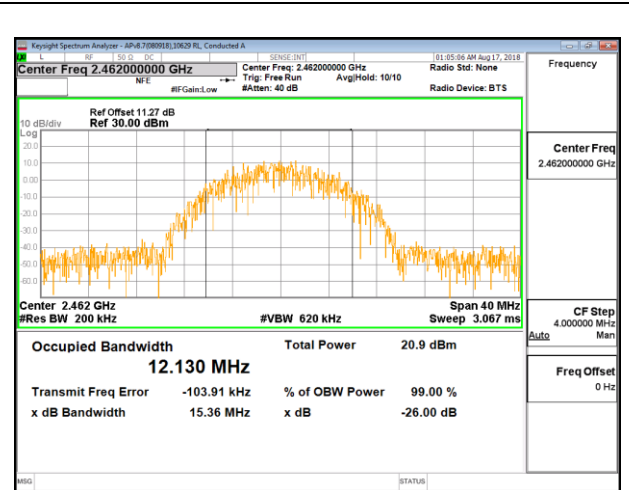 Keysight Spectrum Analyzer - APv8.7(080918),10629 RL, Conducted A
L RF 50 Ω DC SENSE:INT 01:05:06 AM Aug 17, 2018
Center Freq 2.462000000 GHz Center Freq: 2.462000000 GHz Radio Std: None Frequency
NFE Trig: Free Run Avg|Hold: 10/10
#IFGain:Low #Atten: 40 dB Radio Device: BTS
Ref Offset 11.27 dB
10 dB/div Ref 30.00 dBm
Log
20.0
10.0
0.00
-10.0
-20.0
-30.0
-40.0
-50.0
-60.0
Center Freq
2.462000000 GHz
Center 2.462 GHz Span 40 MHz
#Res BW 200 kHz #VBW 620 kHz Sweep 3.067 ms
CF Step
4.000000 MHz
Auto Man
Occupied Bandwidth Total Power 20.9 dBm
12.130 MHz
Freq Offset
0 Hz
Transmit Freq Error -103.91 kHz % of OBW Power 99.00 %
x dB Bandwidth 15.36 MHz x dB -26.00 dB
MSG STATUS